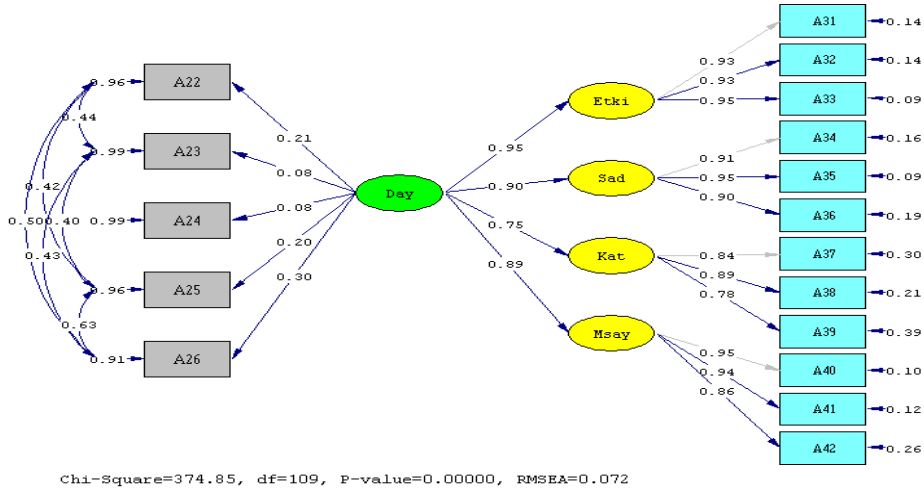 A31
0.14
0.93
A32
0.14
0.93
A33
0.09
0.95
A34
0.16
0.91
A35
0.09
0.95
A36
0.19
0.90
A37
0.30
0.84
A38
0.21
0.89
A39
0.39
0.78
A40
0.10
0.95
A41
0.12
0.94
A42
0.26
0.86
Etki
0.95
Sad
0.90
Kat
0.75
Msay
0.89
Day
0.96
A22
0.21
0.44
0.99
A23
0.08
0.42
0.99
A24
0.08
0.50
0.40
0.43
0.96
A25
0.20
0.63
0.91
A26
0.30
Chi-Square=374.85, df=109, P-value=0.00000, RMSEA=0.072